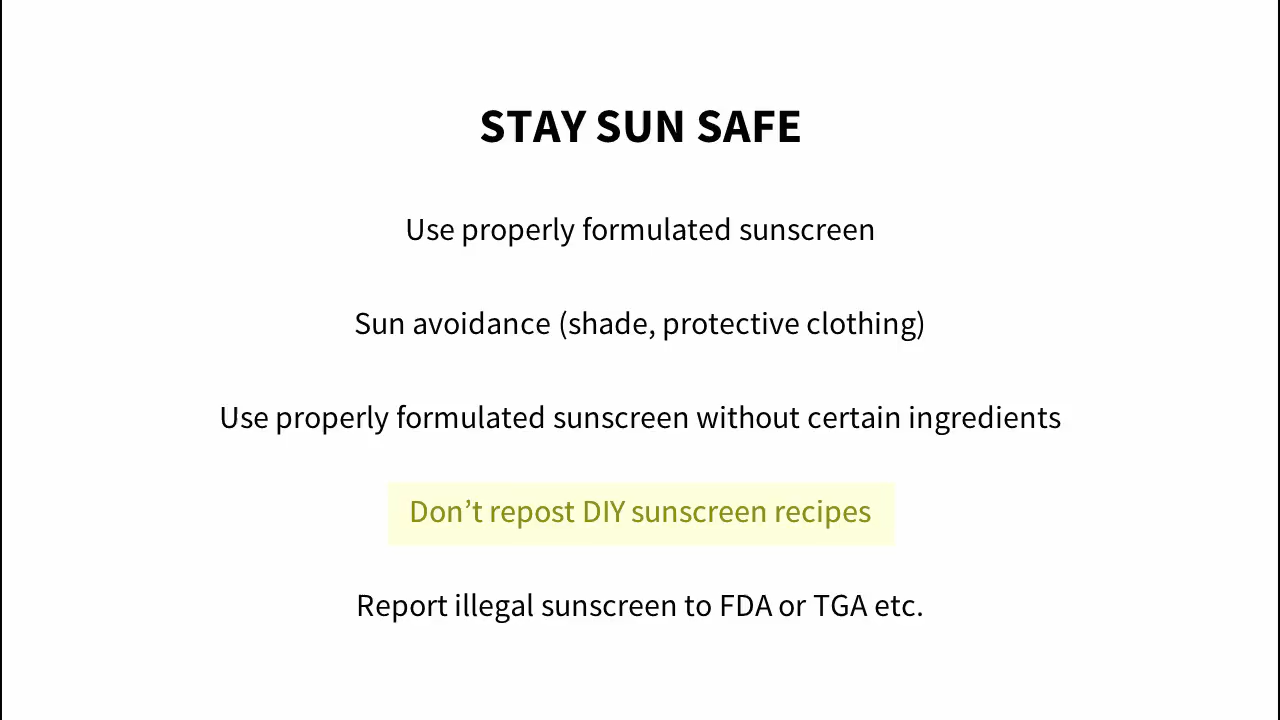 STAY SUN SAFE
Use properly formulated sunscreen
Sun avoidance (shade, protective clothing)
Use properly formulated sunscreen without certain ingredients
Don’t repost DIY sunscreen recipes
Report illegal sunscreen to FDA or TGA etc.